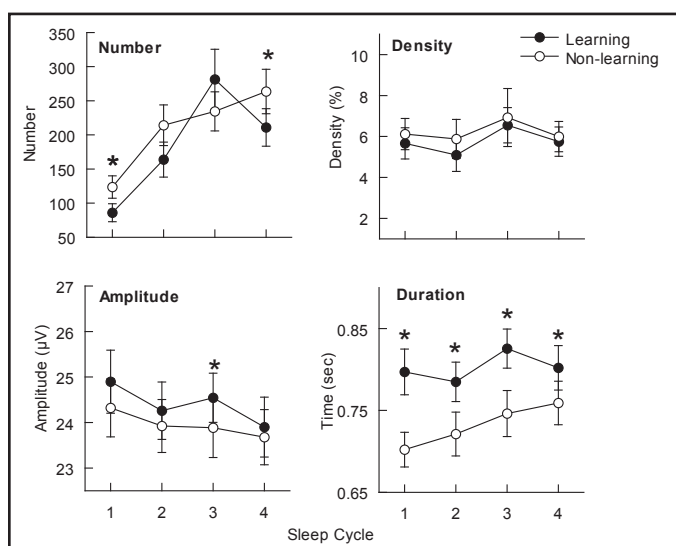 Number
Number
350
300
250
200
150
100
50
*
*
Density
Density (%)
10
8
6
4
2
Learning
Non-learning
Amplitude
Amplitude (µV)
27
26
25
24
23
*
1 2 3 4
Duration
Time (sec)
0.85
0.75
0.65
* * * *
1 2 3 4
Sleep Cycle